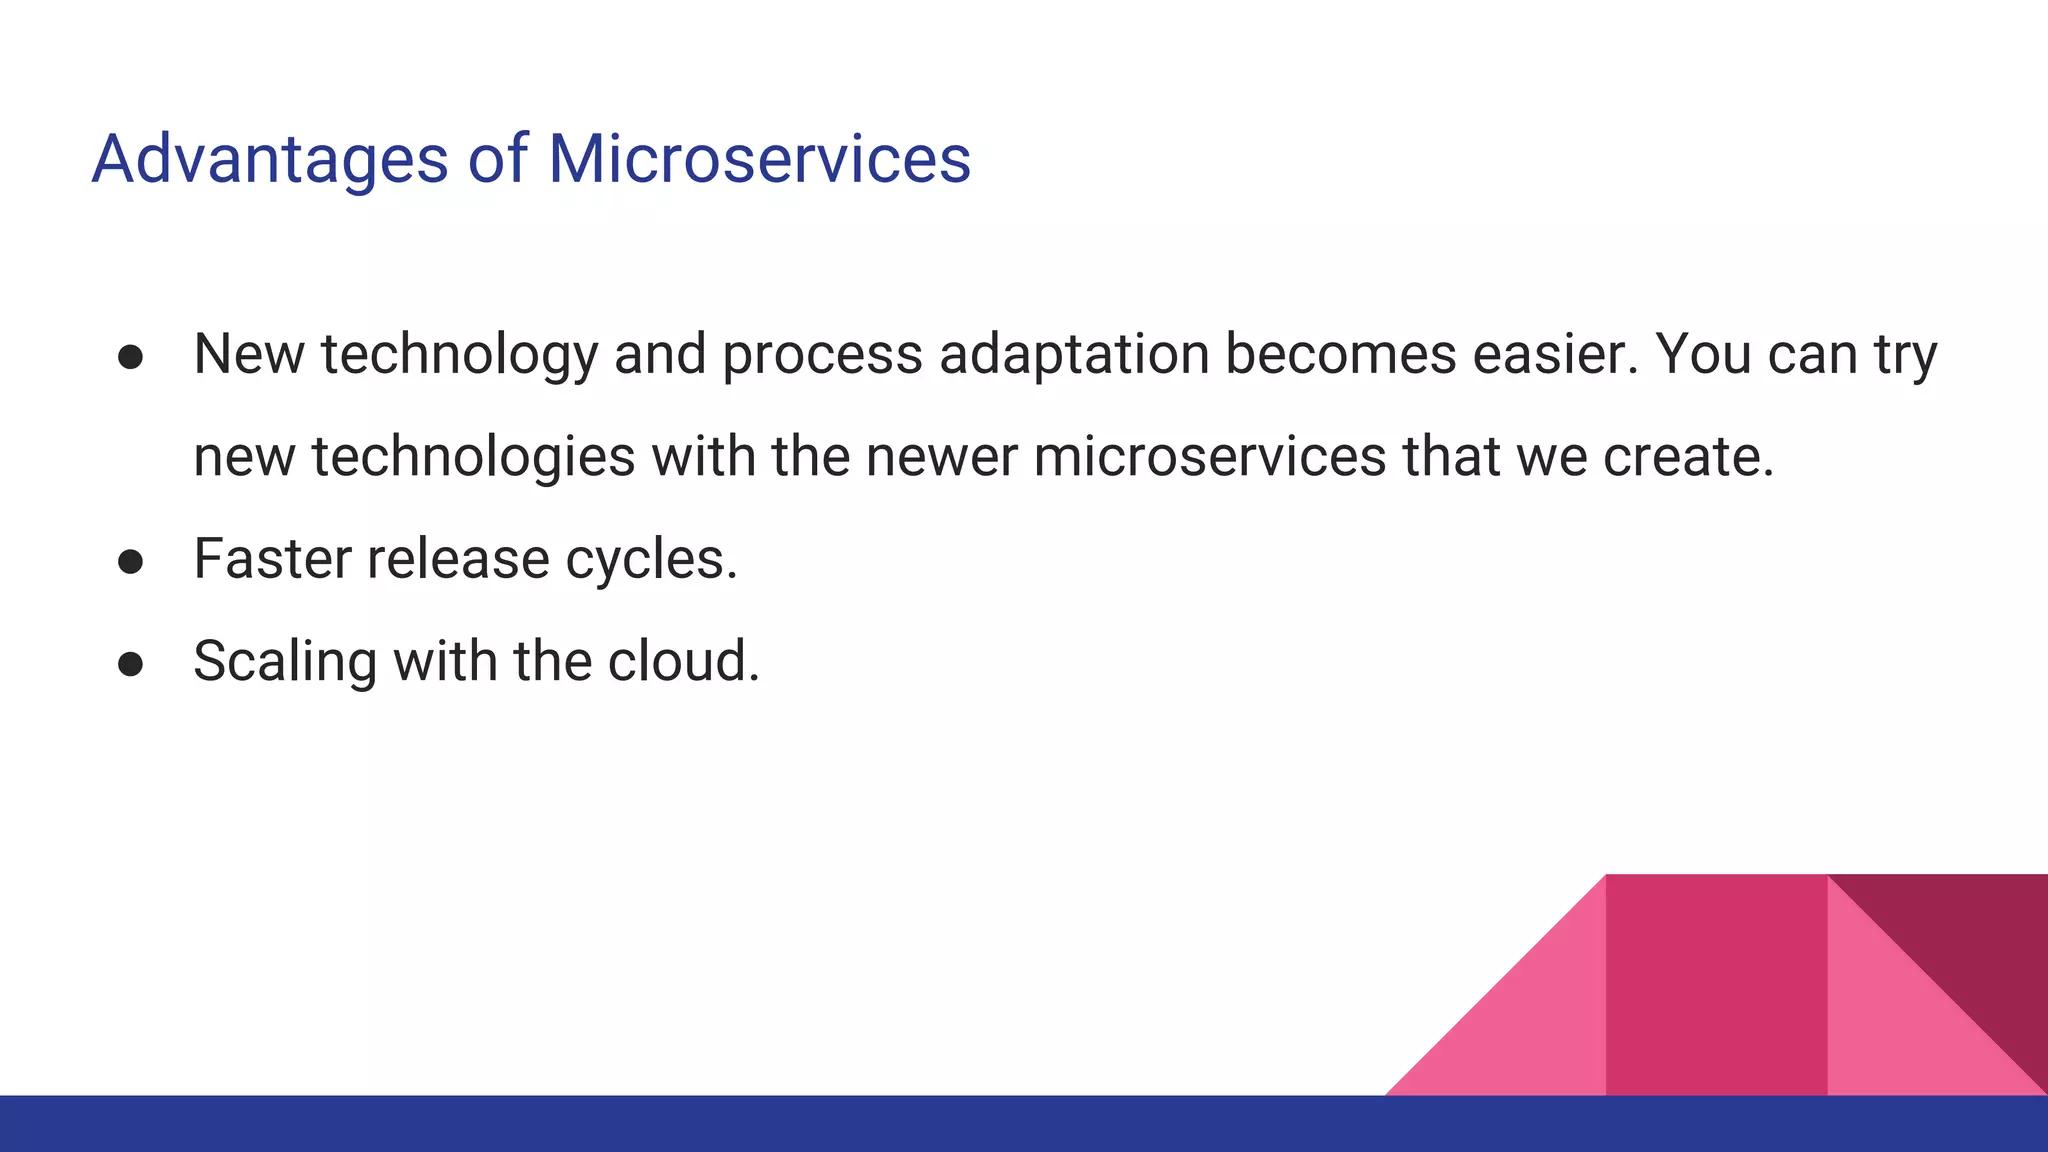 Advantages of Microservices
● New technology and process adaptation becomes easier. You can try
new technologies with the newer microservices that we create.
● Faster release cycles.
● Scaling with the cloud.